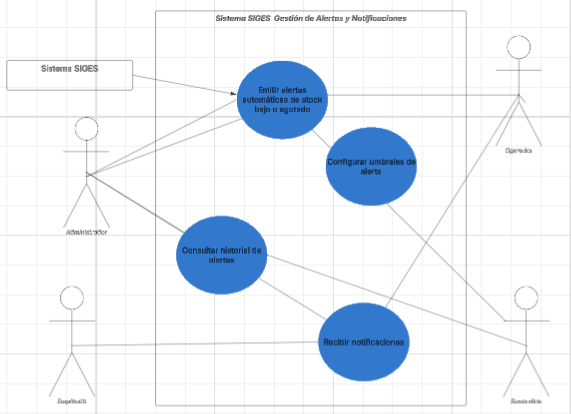 Sistema SIGES Gestión de Alertas y Notificaciones
Sistema SIGES
Emitir alertas
automáticas de stock
bajo o agotado
Configurar umbrales de
alerta
Administrador
Consultar historial de
alertas
Recibir notificaciones